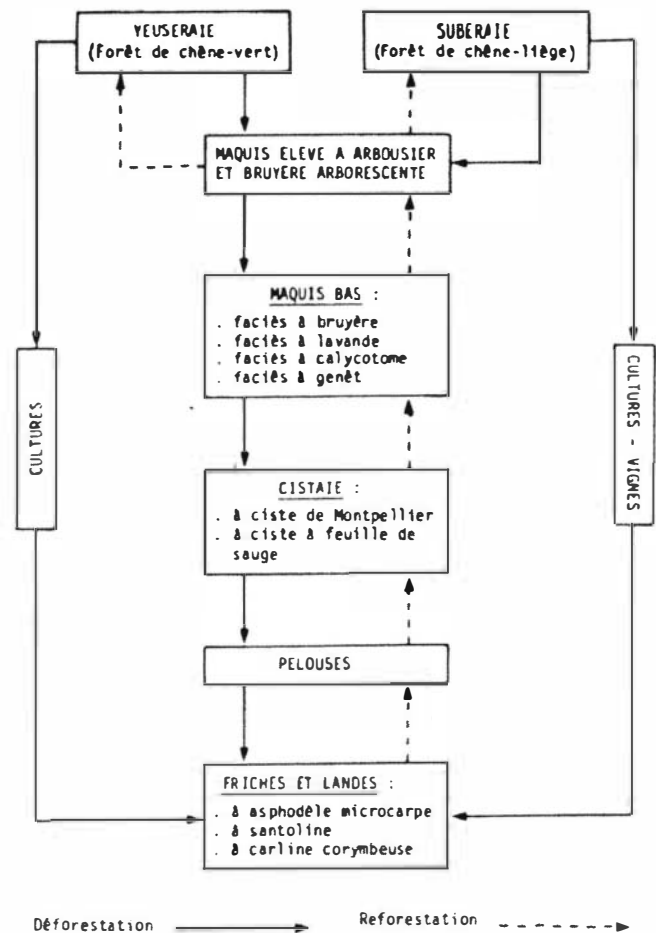 YEUSERAIE
(Forêt de chêne-vert)
SUBERAIE
(Forêt de chêne-liège)
MAQUIS ELEVE A ARBOUSIER
ET BRUYERE ARBORESCENTE
MAQUIS BAS :
. faciès à bruyère
. faciès à lavande
. faciès à calycotome
. faciès à genêt
CULTURES
CULTURES - VIGNES
CISTAIE :
. à ciste de Montpellier
. à ciste à feuille de
sauge
PELOUSES
FRICHES ET LANDES :
. à asphodèle microcarpe
. à santoline
. à carline corymbeuse
Déforestation
Reforestation